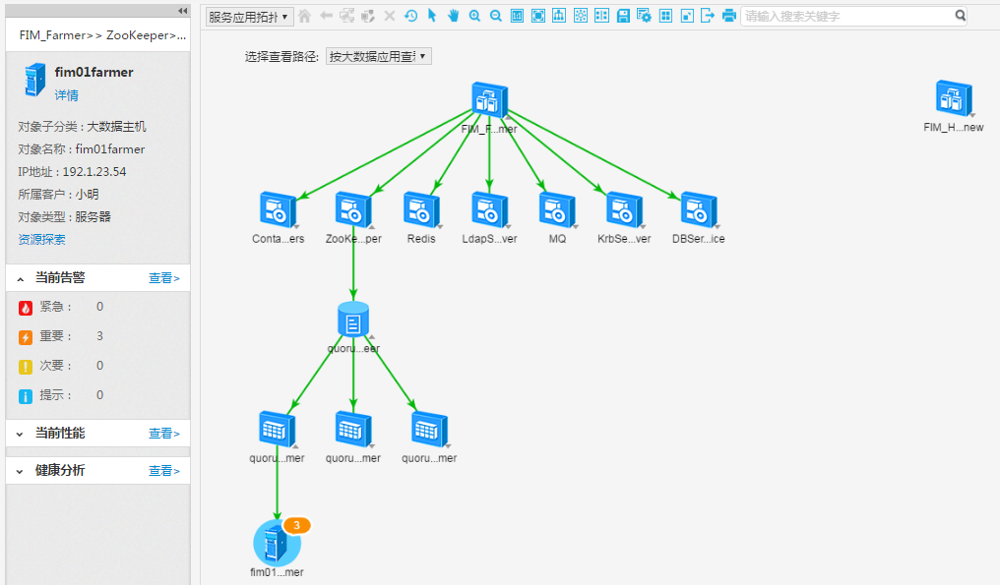 FIM_Farmer>> ZooKeeper>...
fim01farmer
详情
对象子分类 : 大数据主机
对象名称 : fim01farmer
IP地址 : 192.1.23.54
所属客户 : 小明
对象类型 : 服务器
资源探索
当前告警 查看>
紧急 : 0
重要 : 3
次要 : 0
提示 : 0
当前性能 查看>
健康分析 查看>
服务应用拓扑
请输入搜索关键字
选择查看路径: 按大数据应用查
FIM_F...mer
FIM_H...new
Conta...ers ZooKe...per Redis LdapS...ver MQ KrbSe...ver DBSer...ice
quoru...eer
quoru...mer quoru...mer quoru...mer
3
fim01...mer